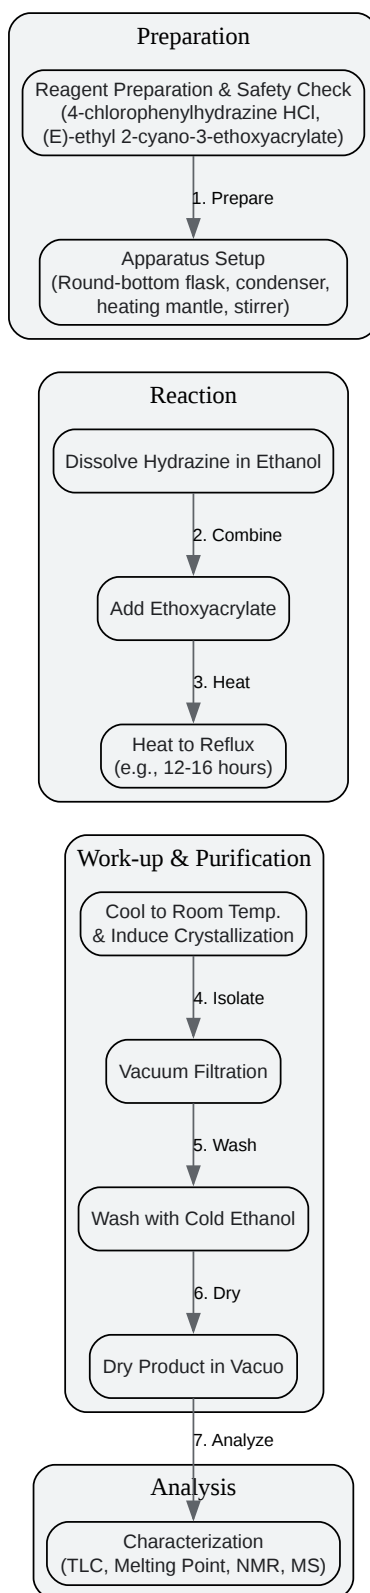 Preparation
Reagent Preparation & Safety Check
(4-chlorophenylhydrazine HCl,
(E)-ethyl 2-cyano-3-ethoxyacrylate)
1. Prepare
Apparatus Setup
(Round-bottom flask, condenser,
heating mantle, stirrer)
Reaction
Dissolve Hydrazine in Ethanol
2. Combine
Add Ethoxyacrylate
3. Heat
Heat to Reflux
(e.g., 12-16 hours)
Work-up & Purification
Cool to Room Temp.
& Induce Crystallization
4. Isolate
Vacuum Filtration
5. Wash
Wash with Cold Ethanol
6. Dry
Dry Product in Vacuo
7. Analyze
Analysis
Characterization
(TLC, Melting Point, NMR, MS)